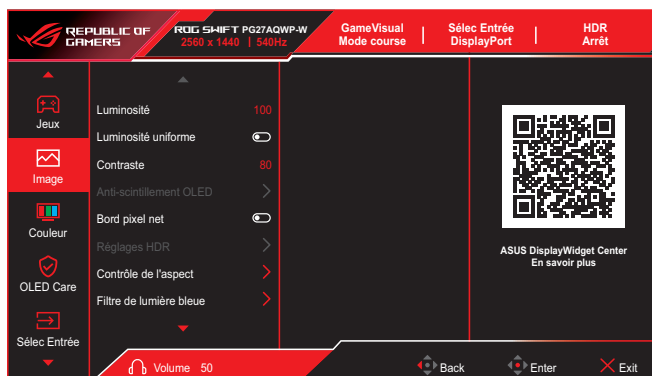 REPUBLIC OF
GAMERS
ROG SWIFT PG27AQWP-W
2560 x 1440 | 540Hz
GameVisual
Mode course
Sélec Entrée
DisplayPort
HDR
Arrêt
Jeux
Image
Couleur
OLED Care
Sélec Entrée
Luminosité 100
Luminosité uniforme
Contraste 80
Anti-scintillement OLED
Bord pixel net
Réglages HDR
Contrôle de l'aspect
Filtre de lumière bleue
ASUS DisplayWidget Center
En savoir plus
Volume 50
Back
Enter
Exit